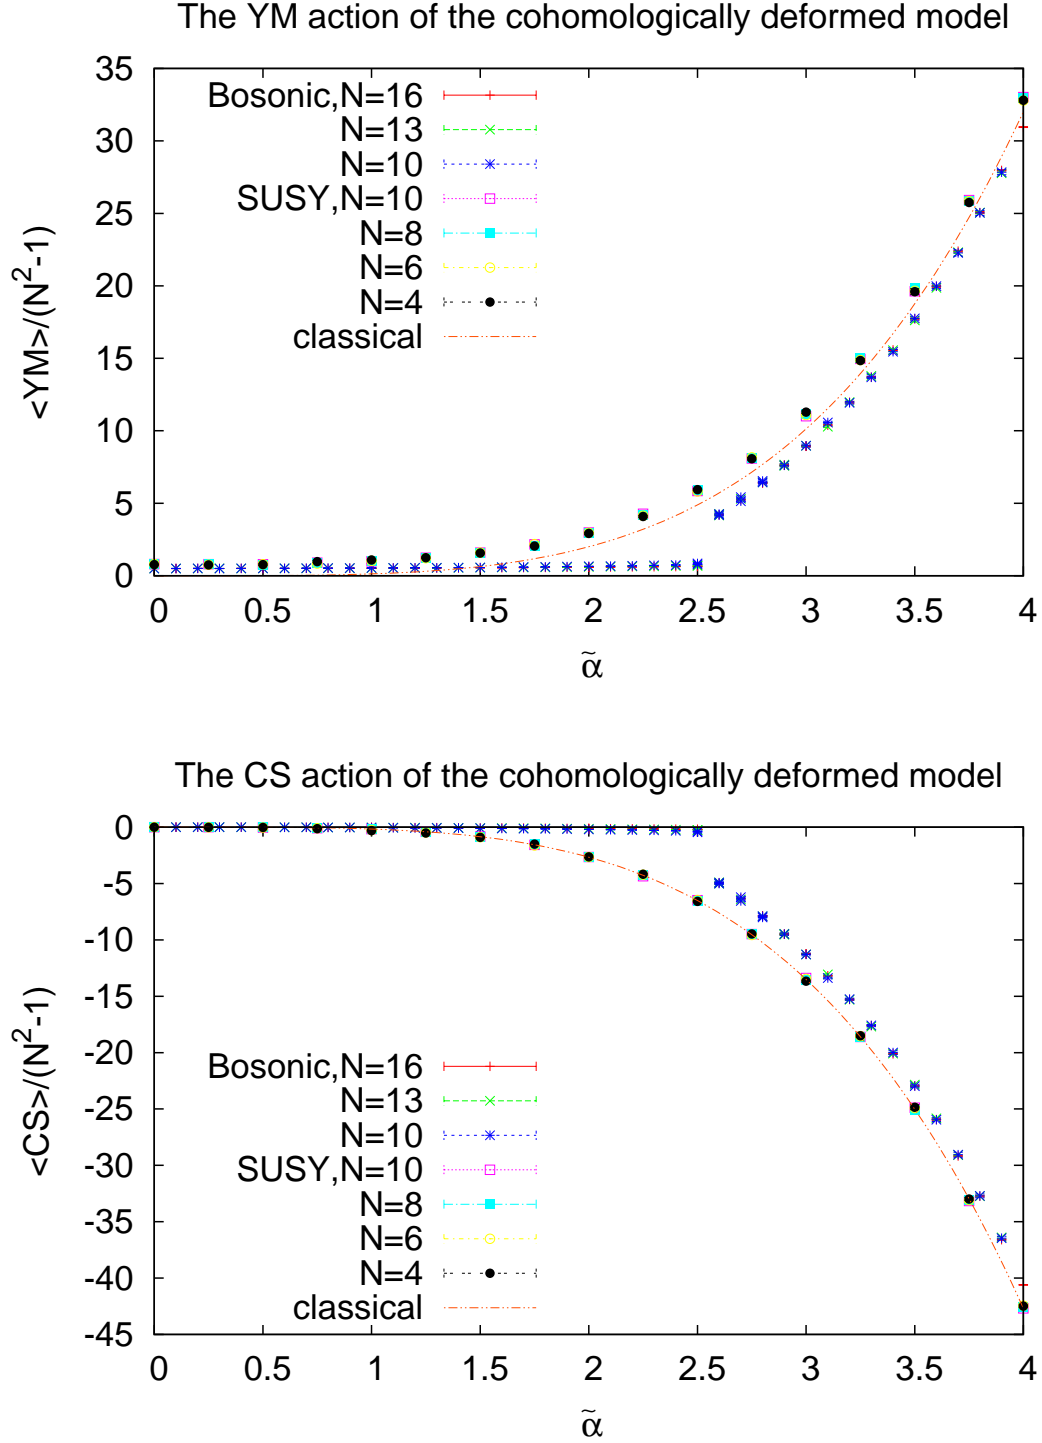 The YM action of the cohomologically deformed model
35
30
25
20
15
10
5
0
<YM>/(N²-1)
Bosonic,N=16
N=13
N=10
SUSY,N=10
N=8
N=6
N=4
classical
0 0.5 1 1.5 2 2.5 3 3.5 4
α̃
The CS action of the cohomologically deformed model
0
-5
-10
-15
-20
-25
-30
-35
-40
-45
<CS>/(N²-1)
Bosonic,N=16
N=13
N=10
SUSY,N=10
N=8
N=6
N=4
classical
0 0.5 1 1.5 2 2.5 3 3.5 4
α̃